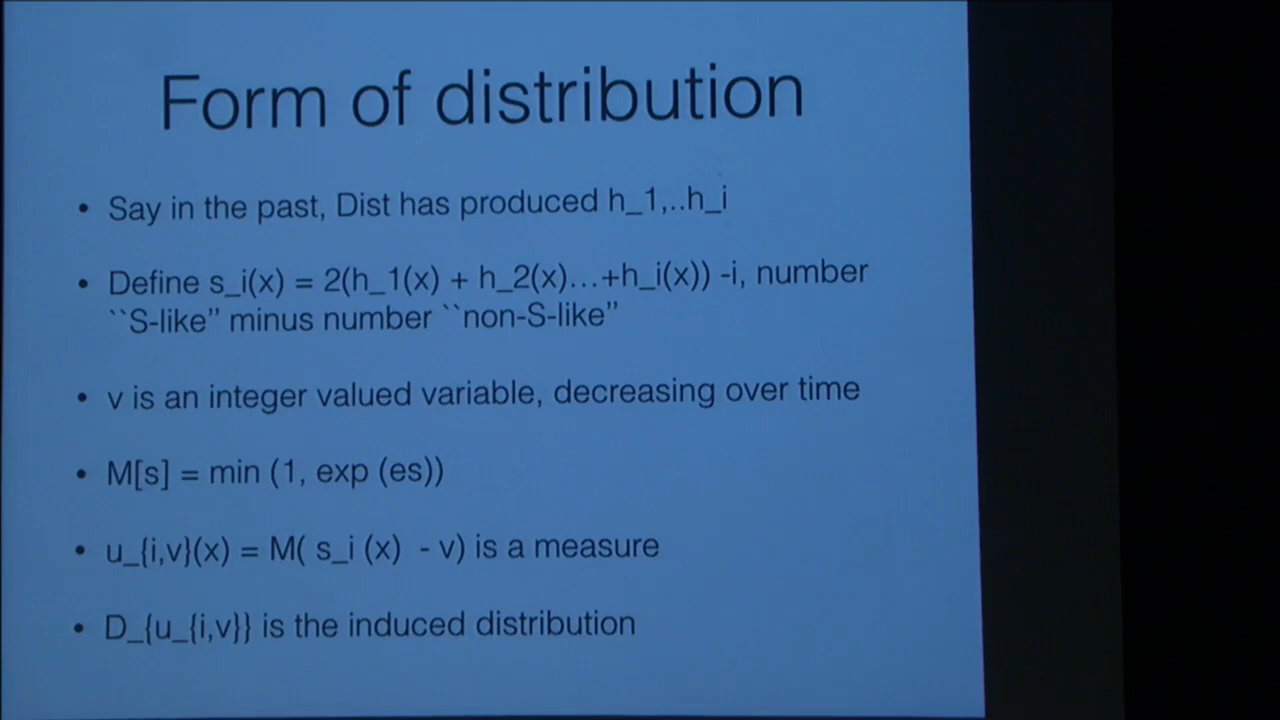 Form of distribution
• Say in the past, Dist has produced h_1,..h_i
• Define s_i(x) = 2(h_1(x) + h_2(x)…+h_i(x)) -i, number
``S-like” minus number ``non-S-like”
• v is an integer valued variable, decreasing over time
• M[s] = min (1, exp (es))
• u_{i,v}(x) = M( s_i (x) - v) is a measure
• D_{u_{i,v}} is the induced distribution